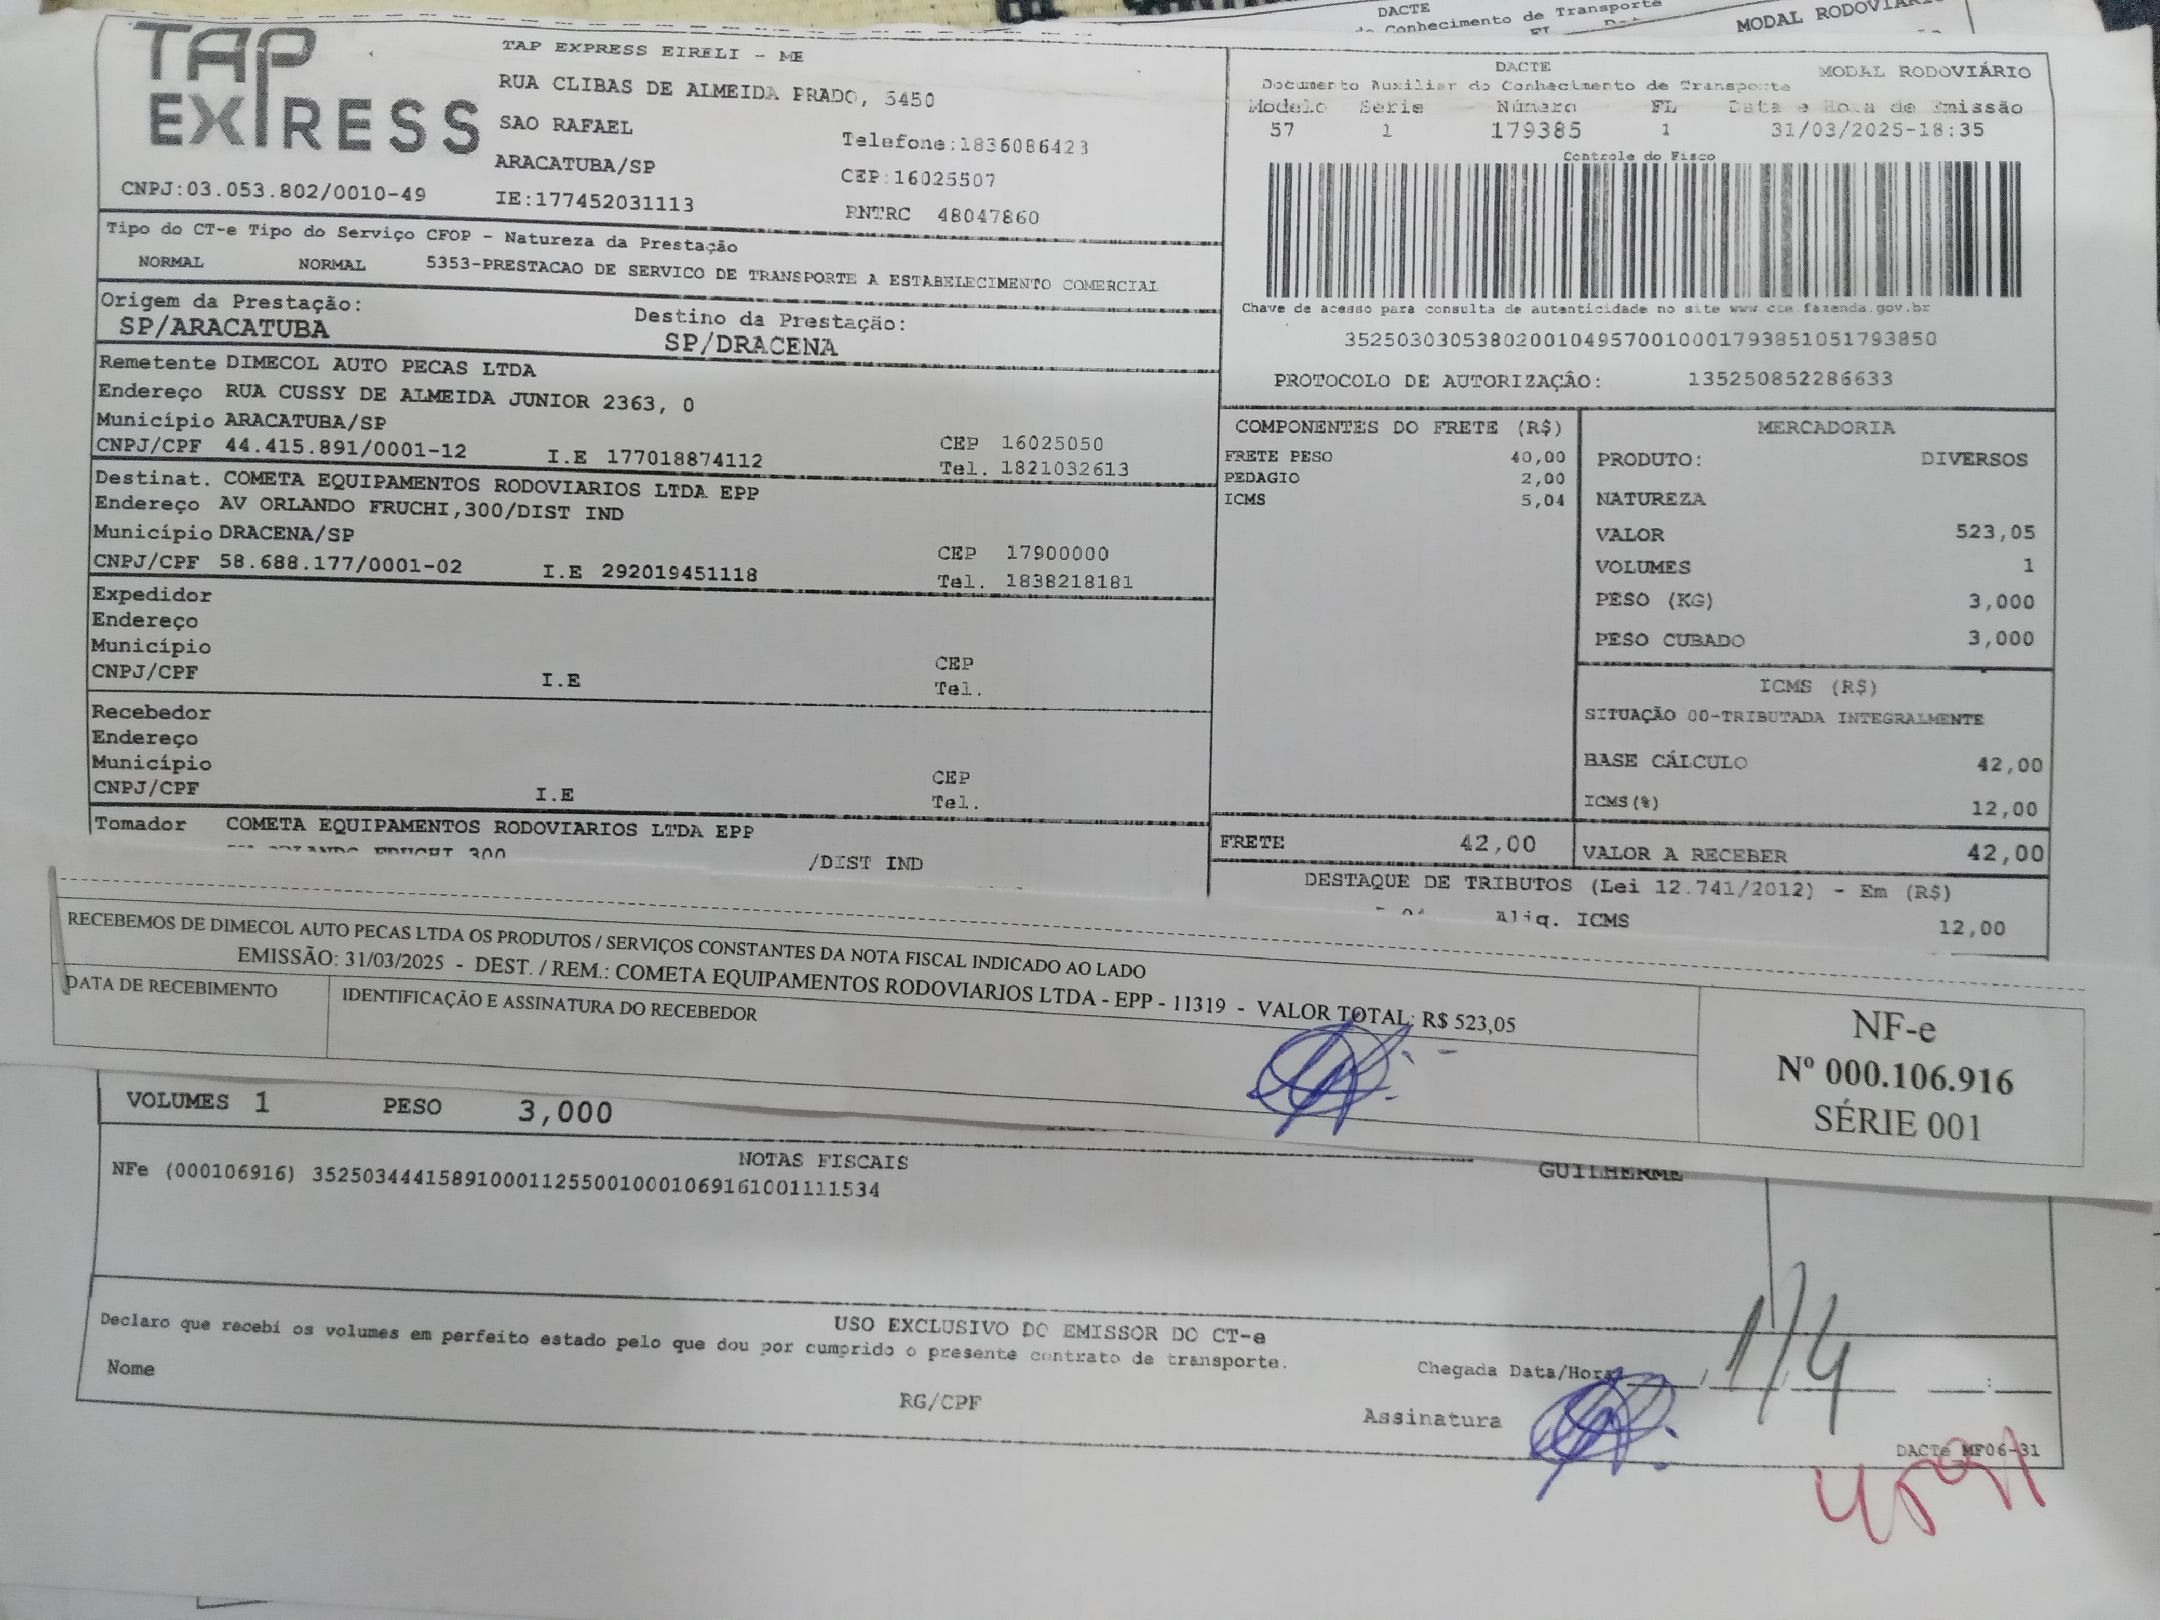 DACTE
Conhecimento de Transporte
MODAL RODOVIÁRIO
TAP EXPRESS
TAP EXPRESS EIRELI - ME
RUA CLIBAS DE ALMEIDA PRADO, 5450
SAO RAFAEL
Telefone:1836086423
ARACATUBA/SP
CEP:16025507
CNPJ:03.053.802/0010-49
IE:177452031113
RNTRC 48047860
DACTE
MODAL RODOVIÁRIO
Documento Auxiliar do Conhecimento de Transporte
Modelo Série Número FL Data e Hora de Emissão
57 1 179385 1 31/03/2025-18:35
Controle do Fisco
Chave de acesso para consulta de autenticidade no site www.cte.fazenda.gov.br
35250303053802001049570010001793851051793850
PROTOCOLO DE AUTORIZAÇÂO: 135250852286633
Tipo do CT-e Tipo do Serviço CFOP - Natureza da Prestação
NORMAL NORMAL 5353-PRESTACAO DE SERVICO DE TRANSPORTE A ESTABELECIMENTO COMERCIAL
Origem da Prestação: Destino da Prestação:
SP/ARACATUBA SP/DRACENA
Remetente DIMECOL AUTO PECAS LTDA
Endereço RUA CUSSY DE ALMEIDA JUNIOR 2363, 0
Município ARACATUBA/SP CEP 16025050
CNPJ/CPF 44.415.891/0001-12 I.E 177018874112 Tel. 1821032613
Destinat. COMETA EQUIPAMENTOS RODOVIARIOS LTDA EPP
Endereço AV ORLANDO FRUCHI,300/DIST IND
Município DRACENA/SP CEP 17900000
CNPJ/CPF 58.688.177/0001-02 I.E 292019451118 Tel. 1838218181
Expedidor
Endereço
Município CEP
CNPJ/CPF I.E Tel.
Recebedor
Endereço
Município CEP
CNPJ/CPF I.E Tel.
Tomador COMETA EQUIPAMENTOS RODOVIARIOS LTDA EPP
ORLANDO FRUCHI 300 /DIST IND
COMPONENTES DO FRETE (R$)
FRETE PESO 40,00
PEDAGIO 2,00
ICMS 5,04
FRETE 42,00
MERCADORIA
PRODUTO: DIVERSOS
NATUREZA
VALOR 523,05
VOLUMES 1
PESO (KG) 3,000
PESO CUBADO 3,000
ICMS (R$)
SITUAÇÃO 00-TRIBUTADA INTEGRALMENTE
BASE CÁLCULO 42,00
ICMS(%) 12,00
VALOR A RECEBER 42,00
DESTAQUE DE TRIBUTOS (Lei 12.741/2012) - Em (R$)
Aliq. ICMS 12,00
RECEBEMOS DE DIMECOL AUTO PECAS LTDA OS PRODUTOS / SERVIÇOS CONSTANTES DA NOTA FISCAL INDICADO AO LADO
EMISSÃO: 31/03/2025 - DEST. / REM.: COMETA EQUIPAMENTOS RODOVIARIOS LTDA - EPP - 11319 - VALOR TOTAL: R$ 523,05
DATA DE RECEBIMENTO
IDENTIFICAÇÃO E ASSINATURA DO RECEBEDOR
NF-e
Nº 000.106.916
SÉRIE 001
VOLUMES 1 PESO 3,000
NOTAS FISCAIS
GUILHERME
NFe (000106916) 35250344415891000112550010001069161001111534
USO EXCLUSIVO DO EMISSOR DO CT-e
Declaro que recebi os volumes em perfeito estado pelo que dou por cumprido o presente contrato de transporte.
Nome
RG/CPF
Chegada Data/Hora 1/4
Assinatura
DACTe MF06-31